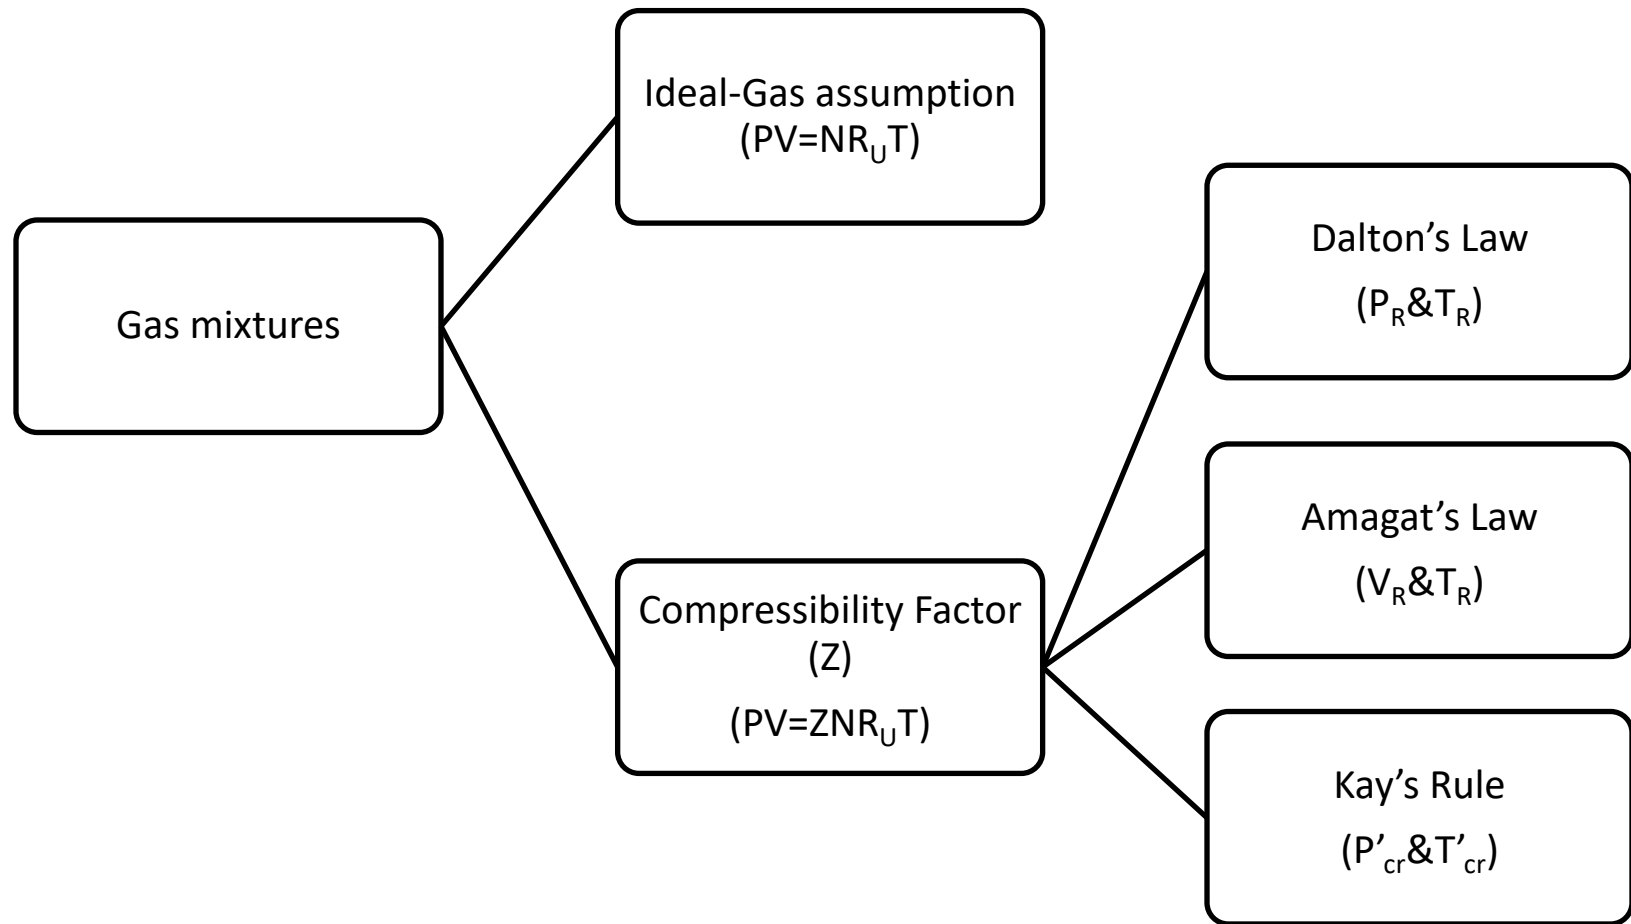 Ideal-Gas assumption
(PV=NR_UT)
Gas mixtures
Compressibility Factor
(Z)
(PV=ZNR_UT)
Dalton’s Law
(P_R&T_R)
Amagat’s Law
(V_R&T_R)
Kay’s Rule
(P’_cr&T’_cr)